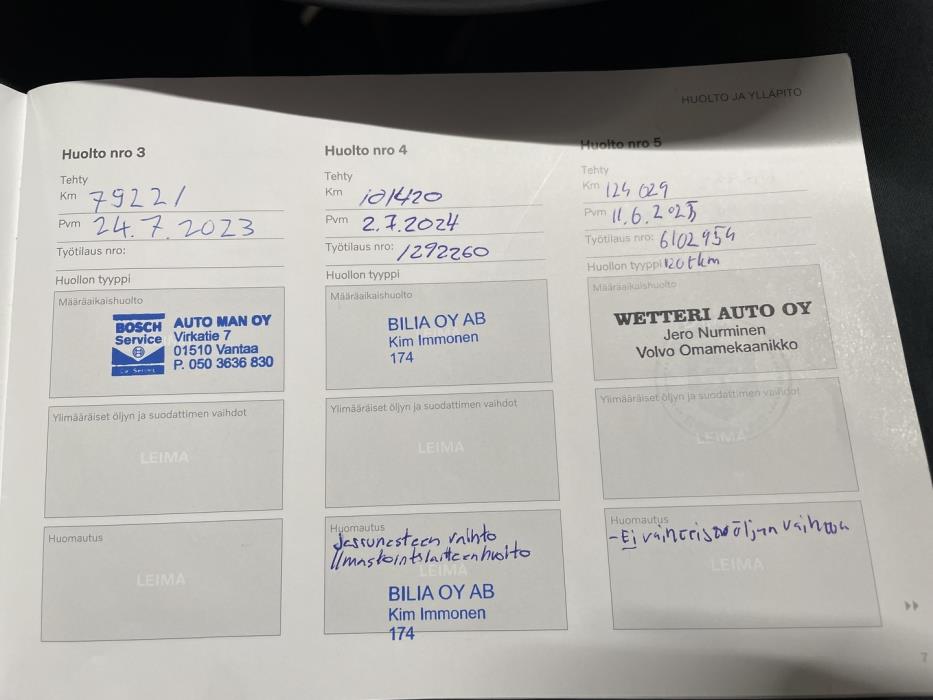 HUOLTO JA YLLÄPITO
Huolto nro 3
Tehty
Km 79221
Pvm 24.7.2023
Työtilaus nro:
Huollon tyyppi
Määräaikaishuolto
BOSCH
Service
AUTO MAN OY
Virkatie 7
01510 Vantaa
P. 050 3636 830
Ylimääräiset öljyn ja suodattimen vaihdot
LEIMA
Huomautus
LEIMA
Huolto nro 4
Tehty
Km 101420
Pvm 2.7.2024
Työtilaus nro: 1292260
Huollon tyyppi
Määräaikaishuolto
BILIA OY AB
Kim Immonen
174
Ylimääräiset öljyn ja suodattimen vaihdot
LEIMA
Huomautus
Jarrunesteen vaihto
Ilmastointilaitteen huolto
LEIMA
BILIA OY AB
Kim Immonen
174
Huolto nro 5
Tehty
Km 124 029
Pvm 11.6.2025
Työtilaus nro: 6102954
Huollon tyyppi 120tkm
Määräaikaishuolto
WETTERI AUTO OY
Jero Nurminen
Volvo Omamekaanikko
Ylimääräiset öljyn ja suodattimen vaihdot
LEIMA
Huomautus
- Ei vaihteistoöljyn vaihtoa
LEIMA
7